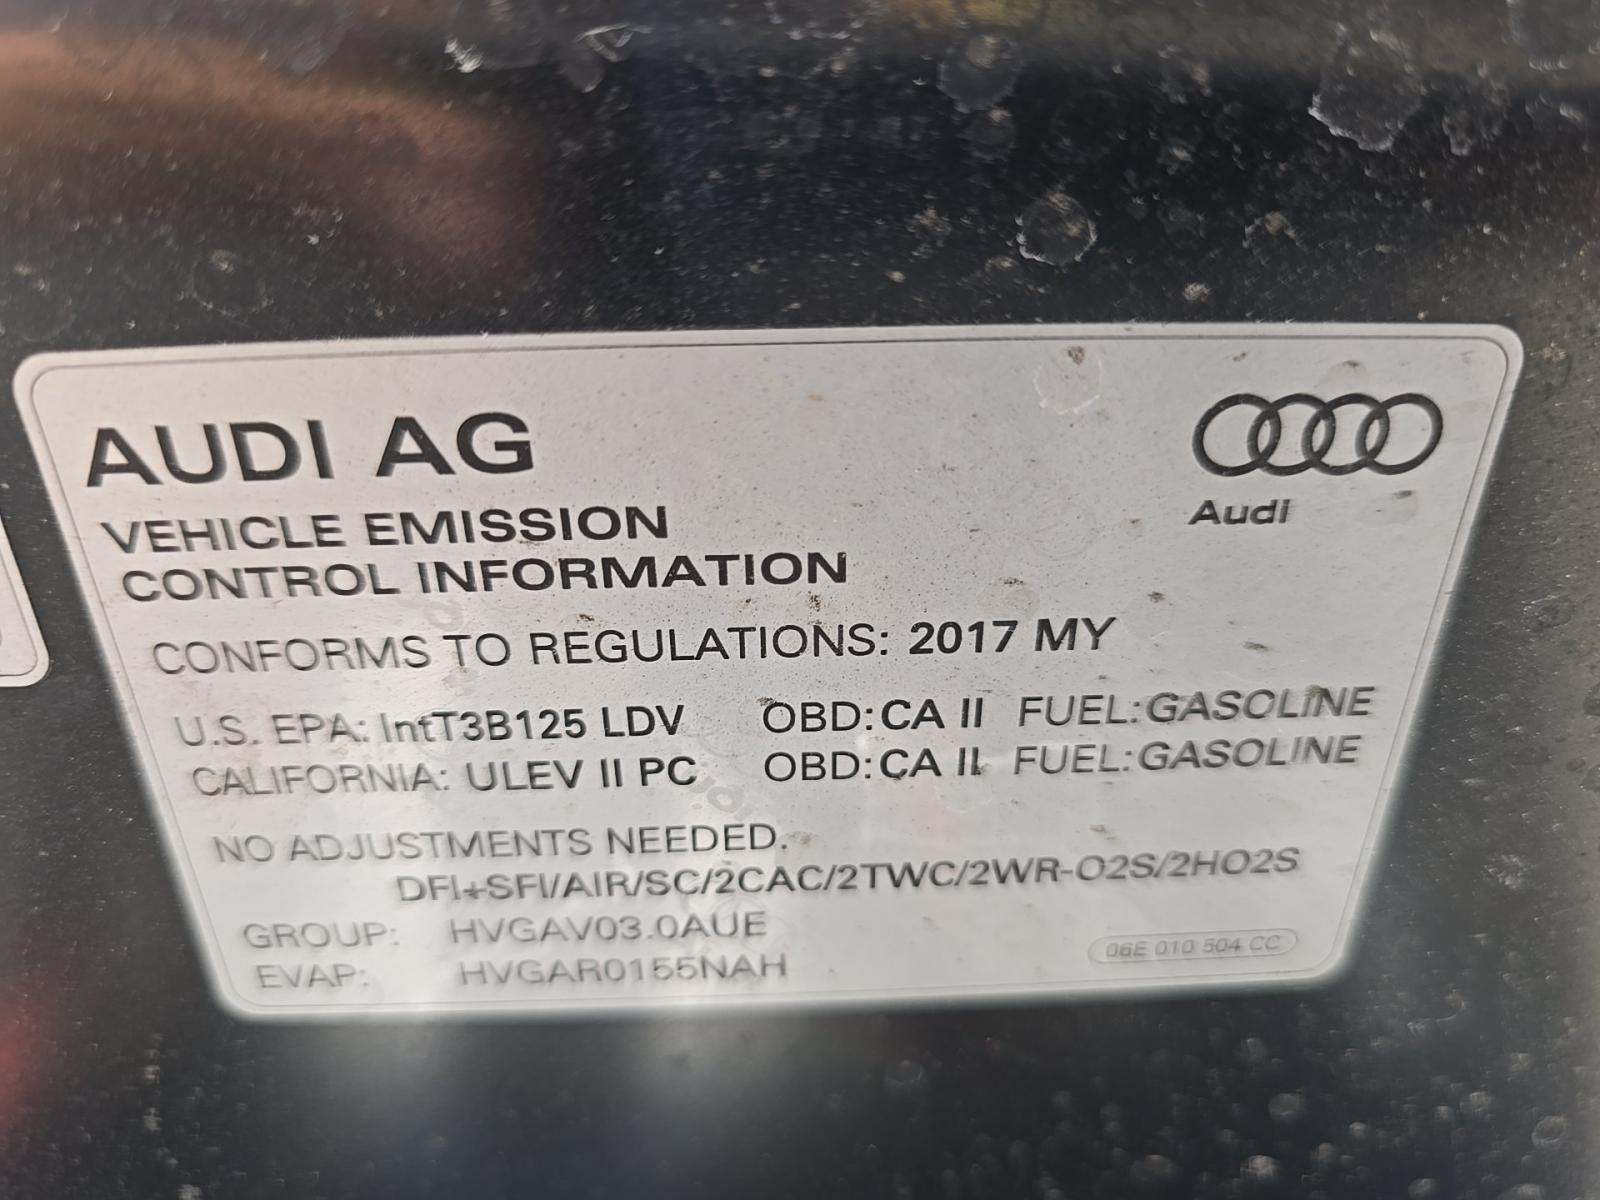 AUDI AG
Audi
VEHICLE EMISSION
CONTROL INFORMATION
CONFORMS TO REGULATIONS: 2017 MY
U.S. EPA: IntT3B125 LDV OBD: CA II FUEL: GASOLINE
CALIFORNIA: ULEV II PC OBD: CA II FUEL: GASOLINE
NO ADJUSTMENTS NEEDED.
DFI+SFI/AIR/SC/2CAC/2TWC/2WR-O2S/2HO2S
GROUP: HVGAV03.0AUE
EVAP: HVGAR0155NAH
06E 010 504 CC